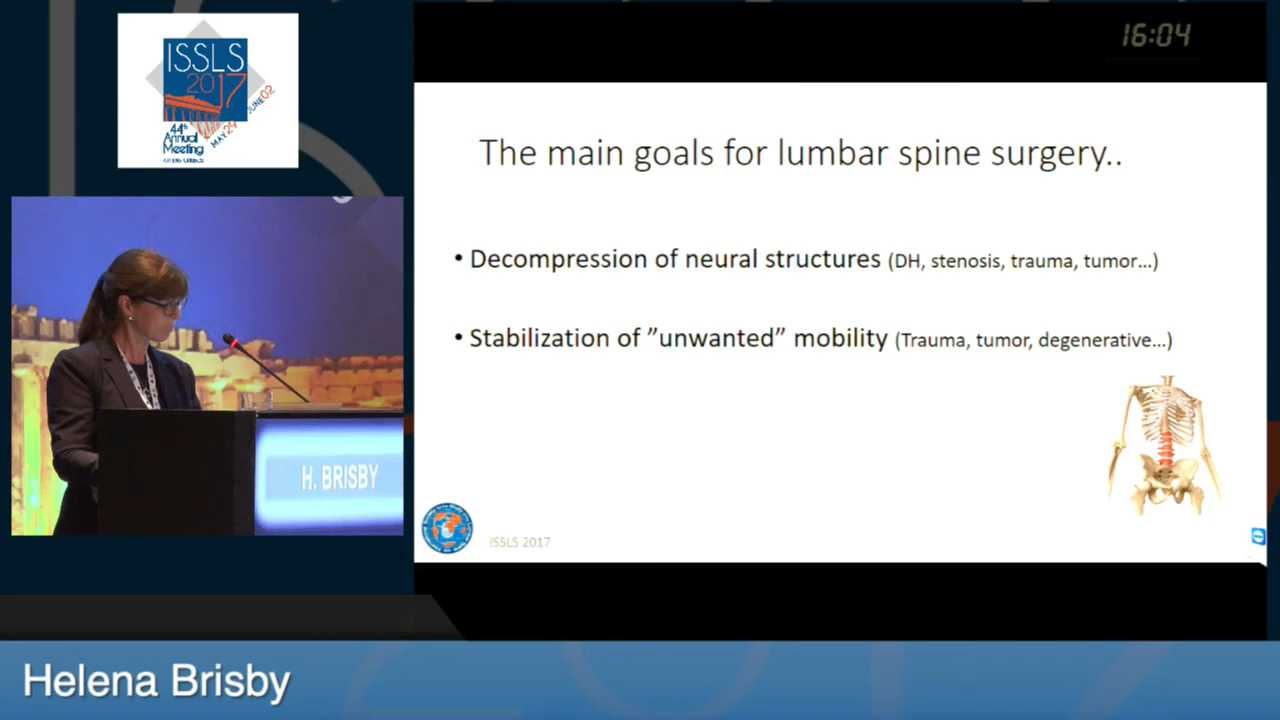 ISSLS
2017
44th
Annual
Meeting
MAY 29
JUNE 02
16:04
The main goals for lumbar spine surgery..
• Decompression of neural structures (DH, stenosis, trauma, tumor...)
• Stabilization of ”unwanted” mobility (Trauma, tumor, degenerative...)
H. BRISBY
ISSLS 2017
Helena Brisby